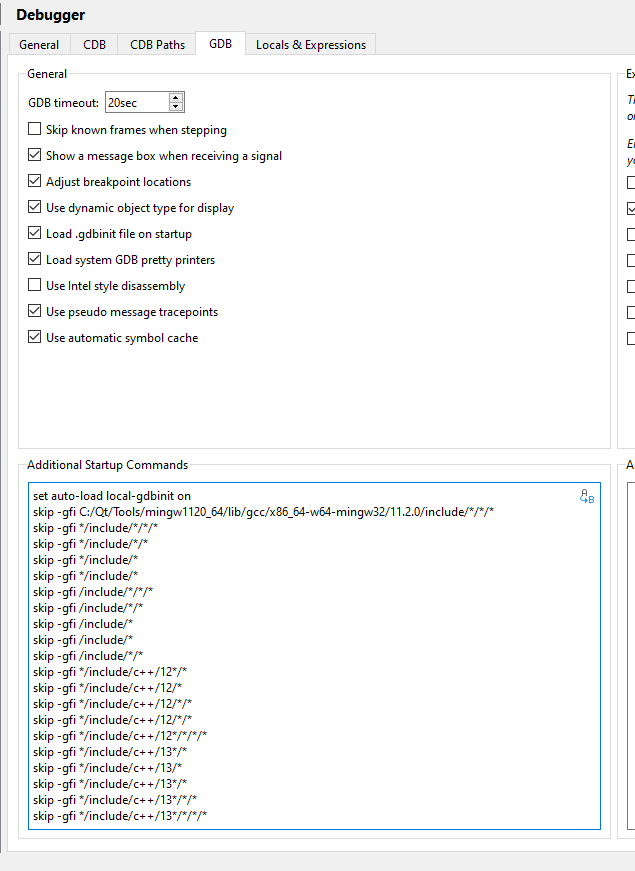 Debugger
General
CDB
CDB Paths
GDB
Locals & Expressions
General
GDB timeout:
20sec
Skip known frames when stepping
Show a message box when receiving a signal
Adjust breakpoint locations
Use dynamic object type for display
Load .gdbinit file on startup
Load system GDB pretty printers
Use Intel style disassembly
Use pseudo message tracepoints
Use automatic symbol cache
Additional Startup Commands
set auto-load local-gdbinit on
skip -gfi C:/Qt/Tools/mingw1120_64/lib/gcc/x86_64-w64-mingw32/11.2.0/include/*/*/*
skip -gfi */include/*/*/*
skip -gfi */include/*/*
skip -gfi */include/*
skip -gfi */include/*
skip -gfi /include/*/*/*
skip -gfi /include/*/*
skip -gfi /include/*
skip -gfi /include/*
skip -gfi /include/*/*
skip -gfi */include/c++/12*/*
skip -gfi */include/c++/12/*
skip -gfi */include/c++/12/*/*
skip -gfi */include/c++/12/*/*
skip -gfi */include/c++/12*/*/*/*
skip -gfi */include/c++/13*/*
skip -gfi */include/c++/13/*
skip -gfi */include/c++/13*/*
skip -gfi */include/c++/13*/*/*
skip -gfi */include/c++/13*/*/*/*